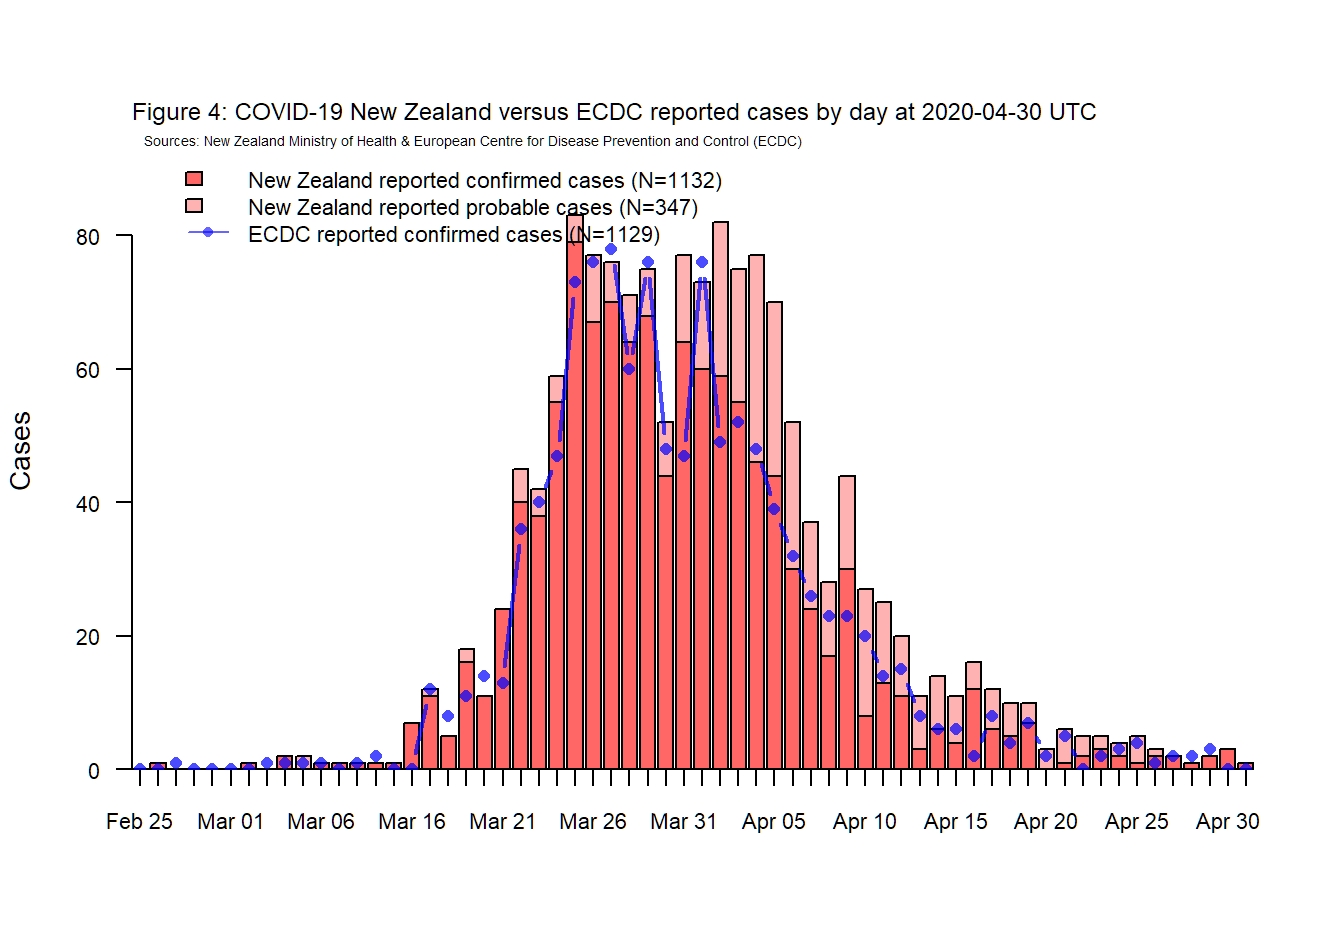 Figure 4: COVID-19 New Zealand versus ECDC reported cases by day at 2020-04-30 UTC
Sources: New Zealand Ministry of Health & European Centre for Disease Prevention and Control (ECDC)
New Zealand reported confirmed cases (N=1132)
New Zealand reported probable cases (N=347)
ECDC reported confirmed cases (N=1129)
Cases
80
60
40
20
0
Feb 25 Mar 01 Mar 06 Mar 16 Mar 21 Mar 26 Mar 31 Apr 05 Apr 10 Apr 15 Apr 20 Apr 25 Apr 30